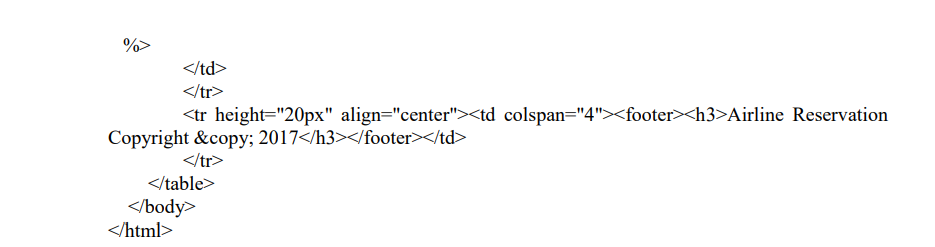 %>
</td>
</tr>
<tr height="20px" align="center"><td colspan="4"><footer><h3>Airline Reservation
Copyright &copy; 2017</h3></footer></td>
</tr>
</table>
</body>
</html>